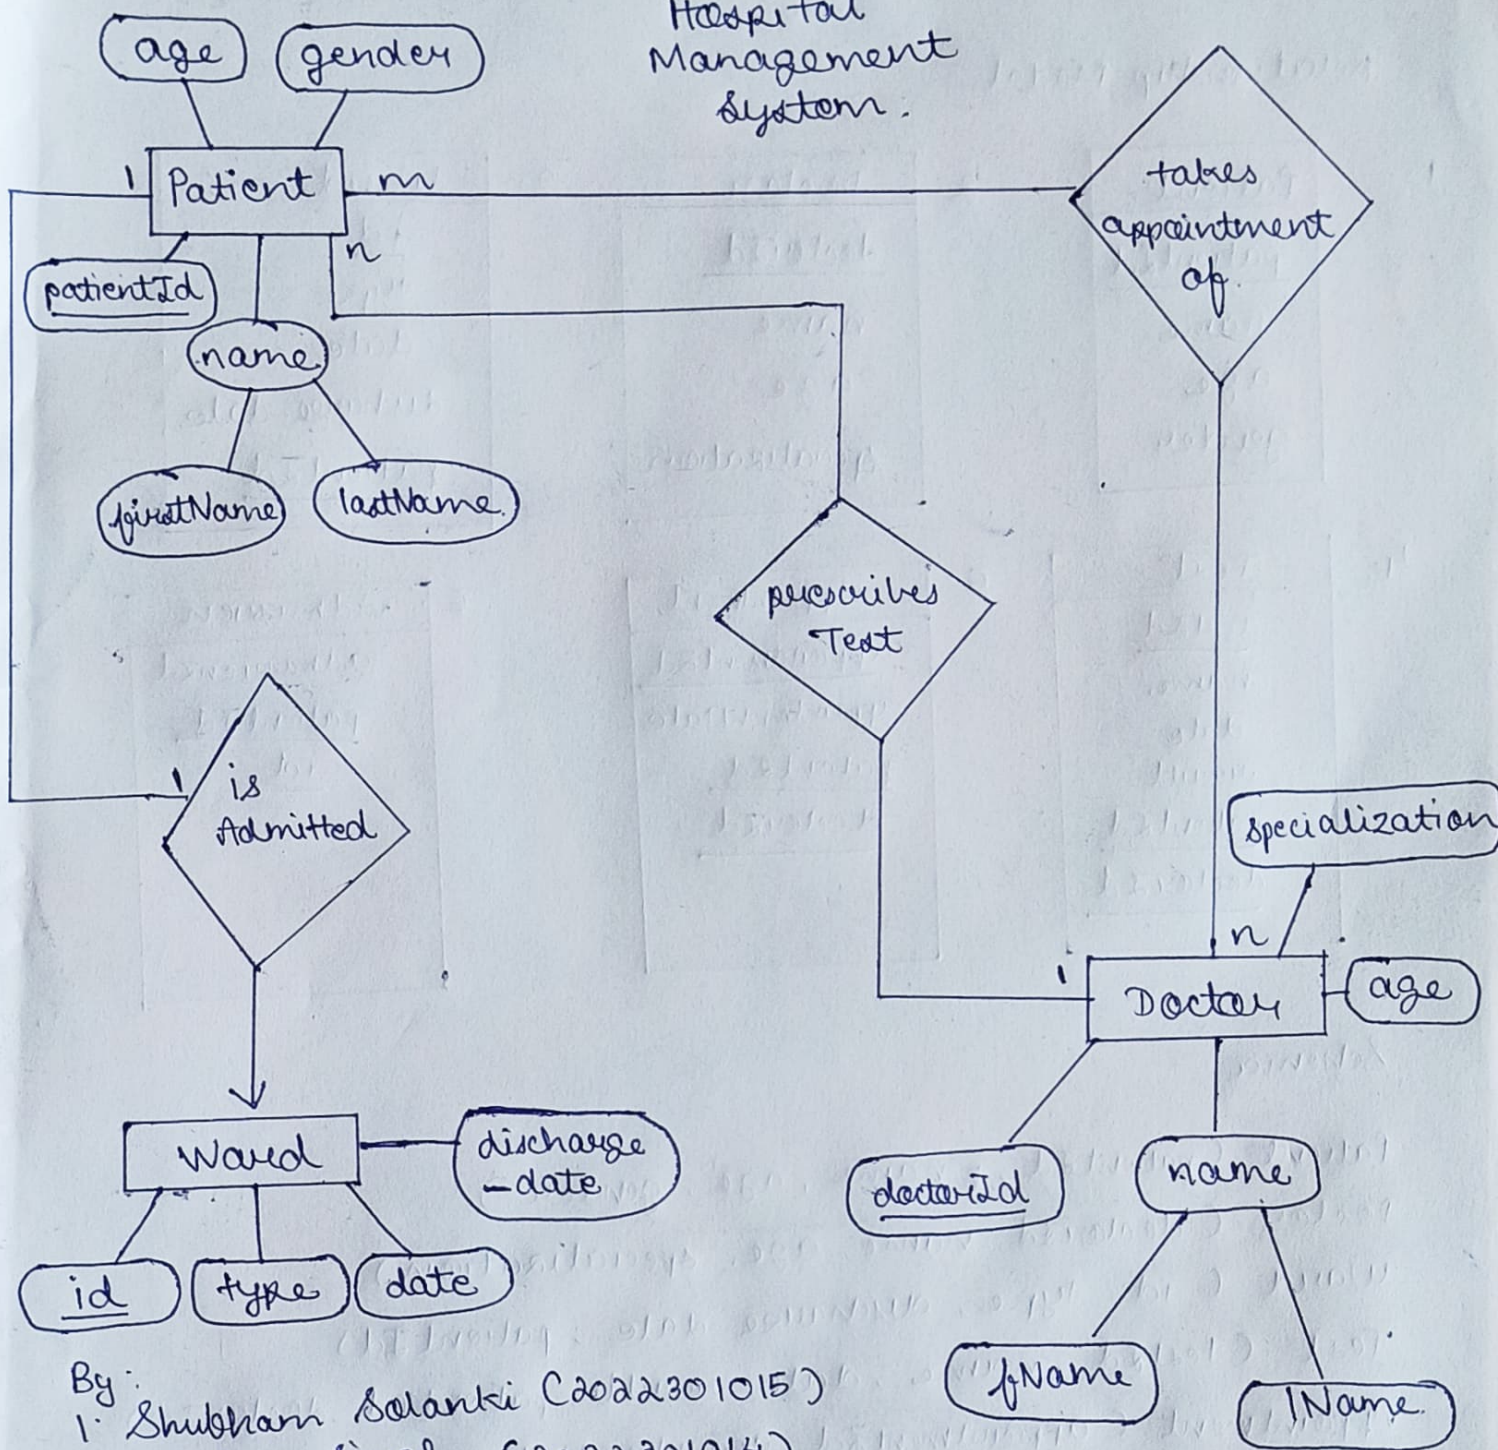 Hospital
Management
System.
age
gender
1
Patient
m
n
patientId
name
firstName
lastName
takes
appointment
of
prescribes
Test
1
is
Admitted
specialization
n
1
Doctor
age
Ward
discharge
_date
id
type
date
doctorId
name
fName
lName
By:
1. Shubham Solanki (2022301015)